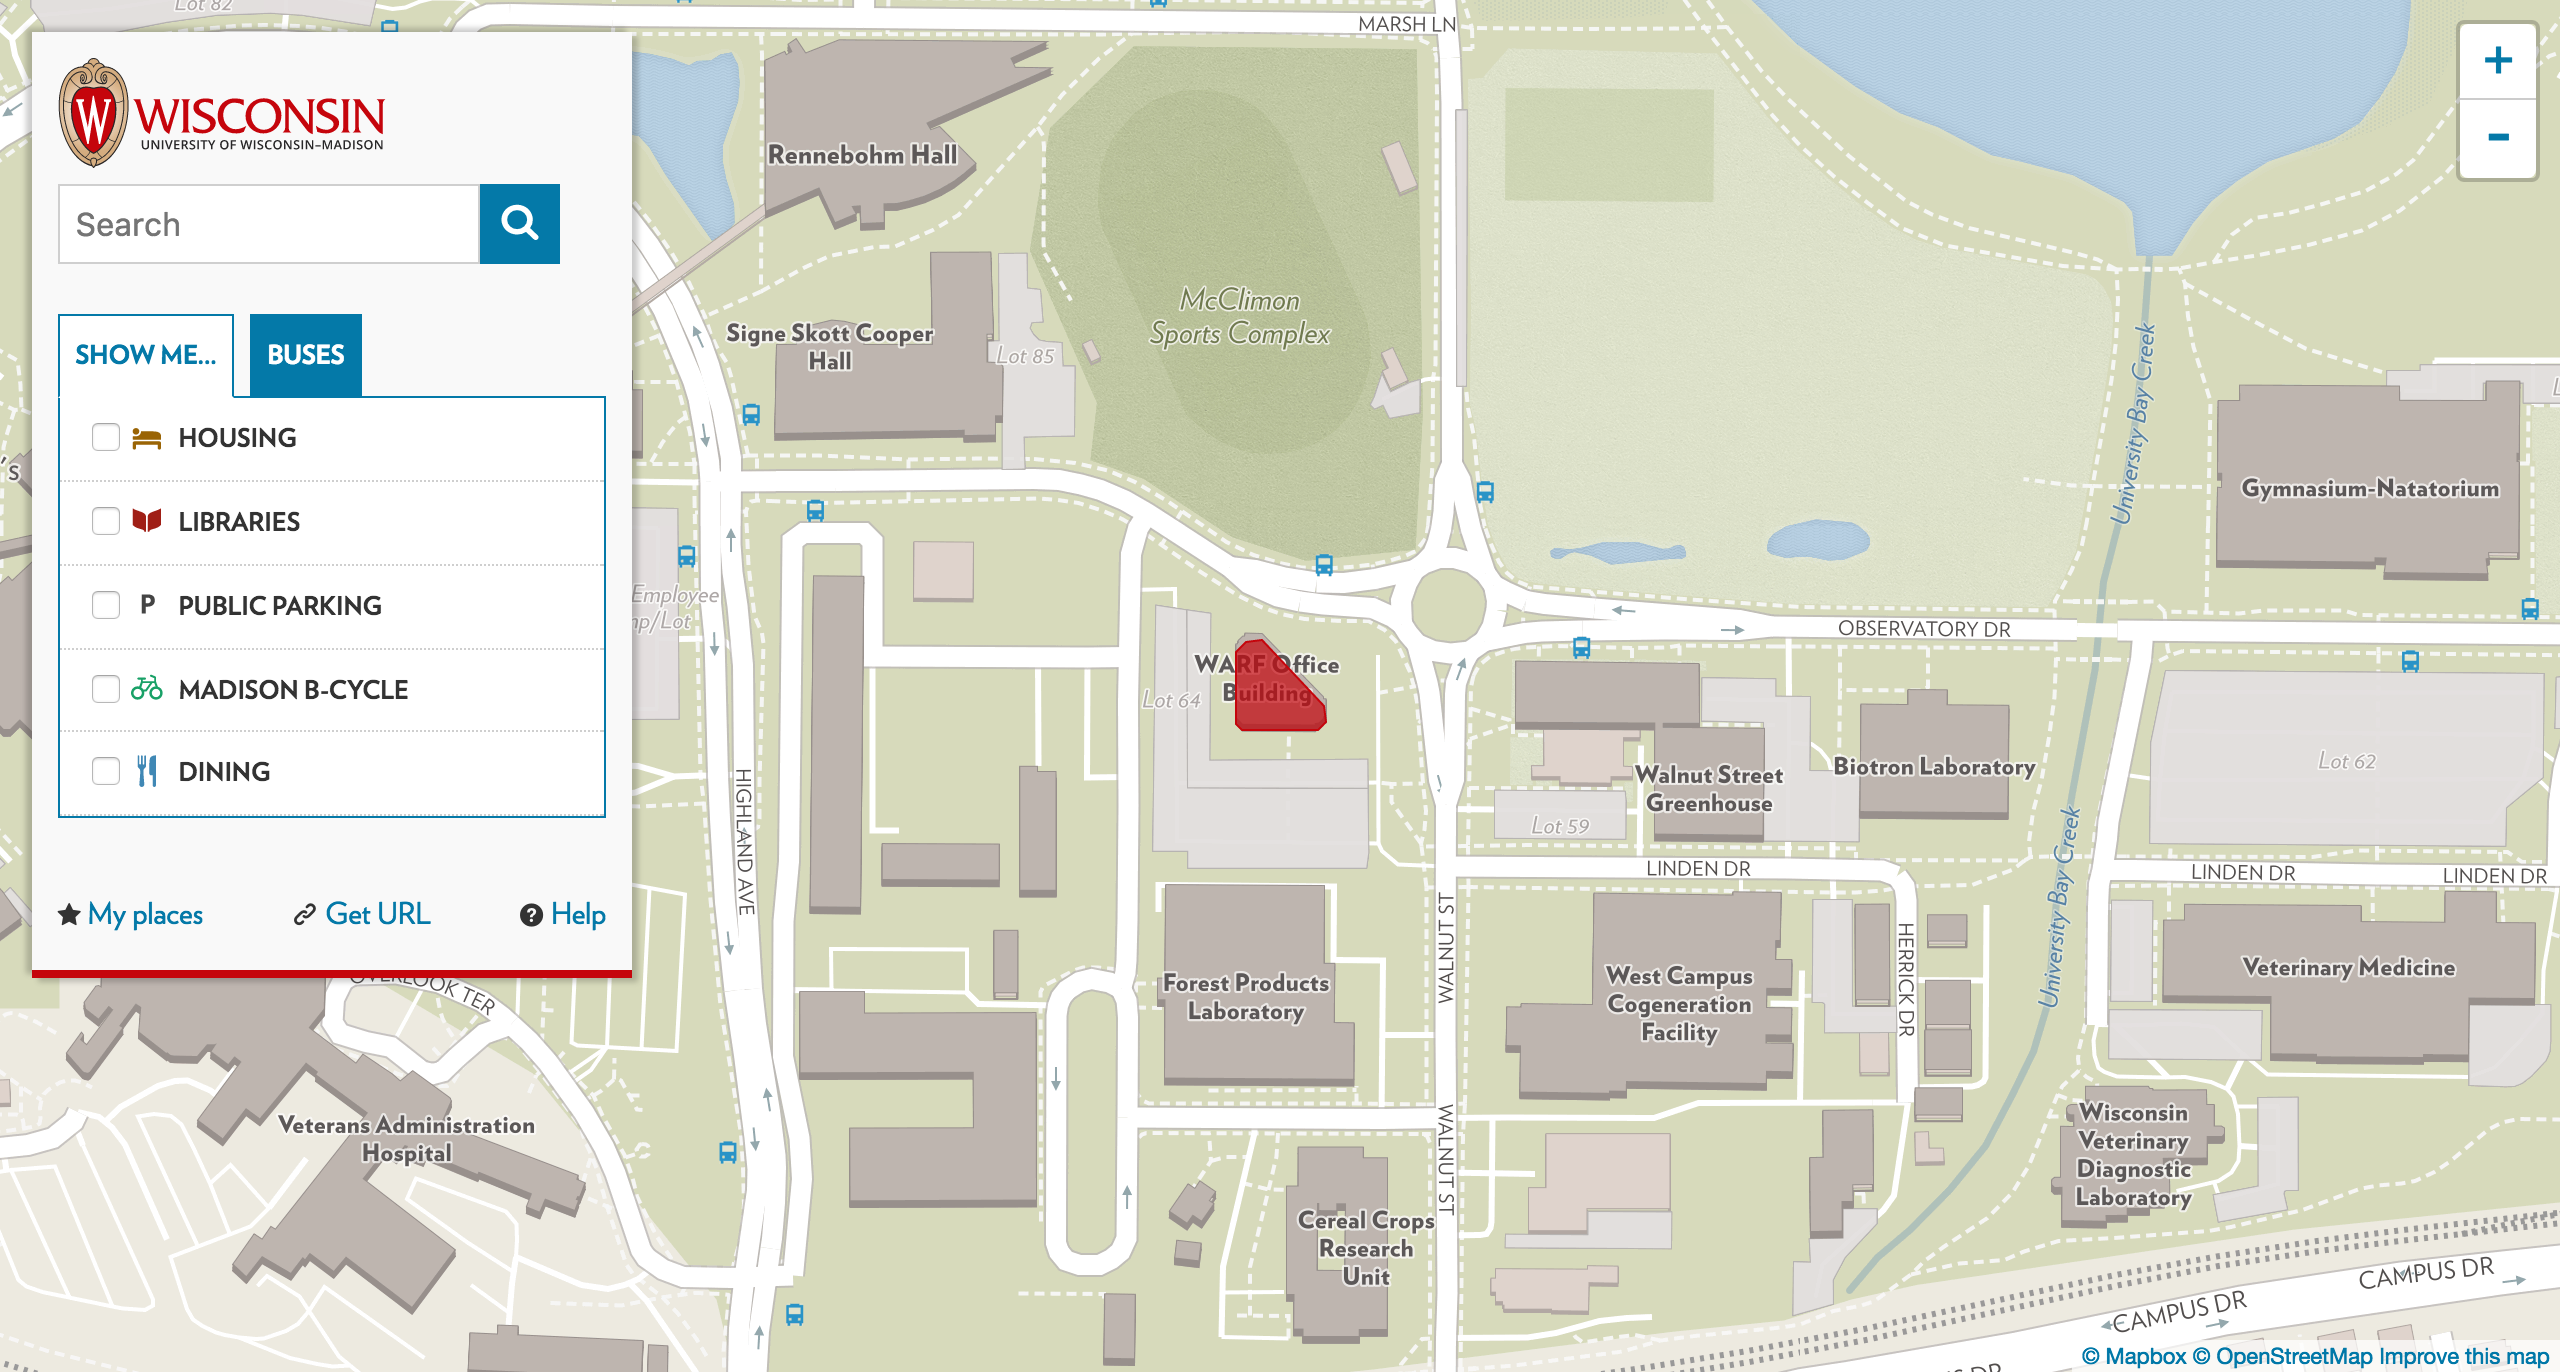 Lot 82
MARSH LN
W
WISCONSIN
UNIVERSITY OF WISCONSIN–MADISON
Search
SHOW ME...
BUSES
HOUSING
LIBRARIES
P PUBLIC PARKING
MADISON B-CYCLE
DINING
My places
Get URL
? Help
+
−
Rennebohm Hall
McClimon
Sports Complex
Signe Skott Cooper
Hall
Lot 85
University Bay Creek
Gymnasium-Natatorium
's
Employee
mp/Lot
OBSERVATORY DR
WARF Office
Building
Lot 64
Walnut Street
Greenhouse
Biotron Laboratory
Lot 62
Lot 59
HIGHLAND AVE
LINDEN DR
LINDEN DR
LINDEN DR
University Bay Creek
WALNUT ST
HERRICK DR
OVERLOOK TER
Forest Products
Laboratory
West Campus
Cogeneration
Facility
Veterinary Medicine
Veterans Administration
Hospital
WALNUT ST
Wisconsin
Veterinary
Diagnostic
Laboratory
Cereal Crops
Research
Unit
CAMPUS DR
CAMPUS DR
© Mapbox © OpenStreetMap Improve this map